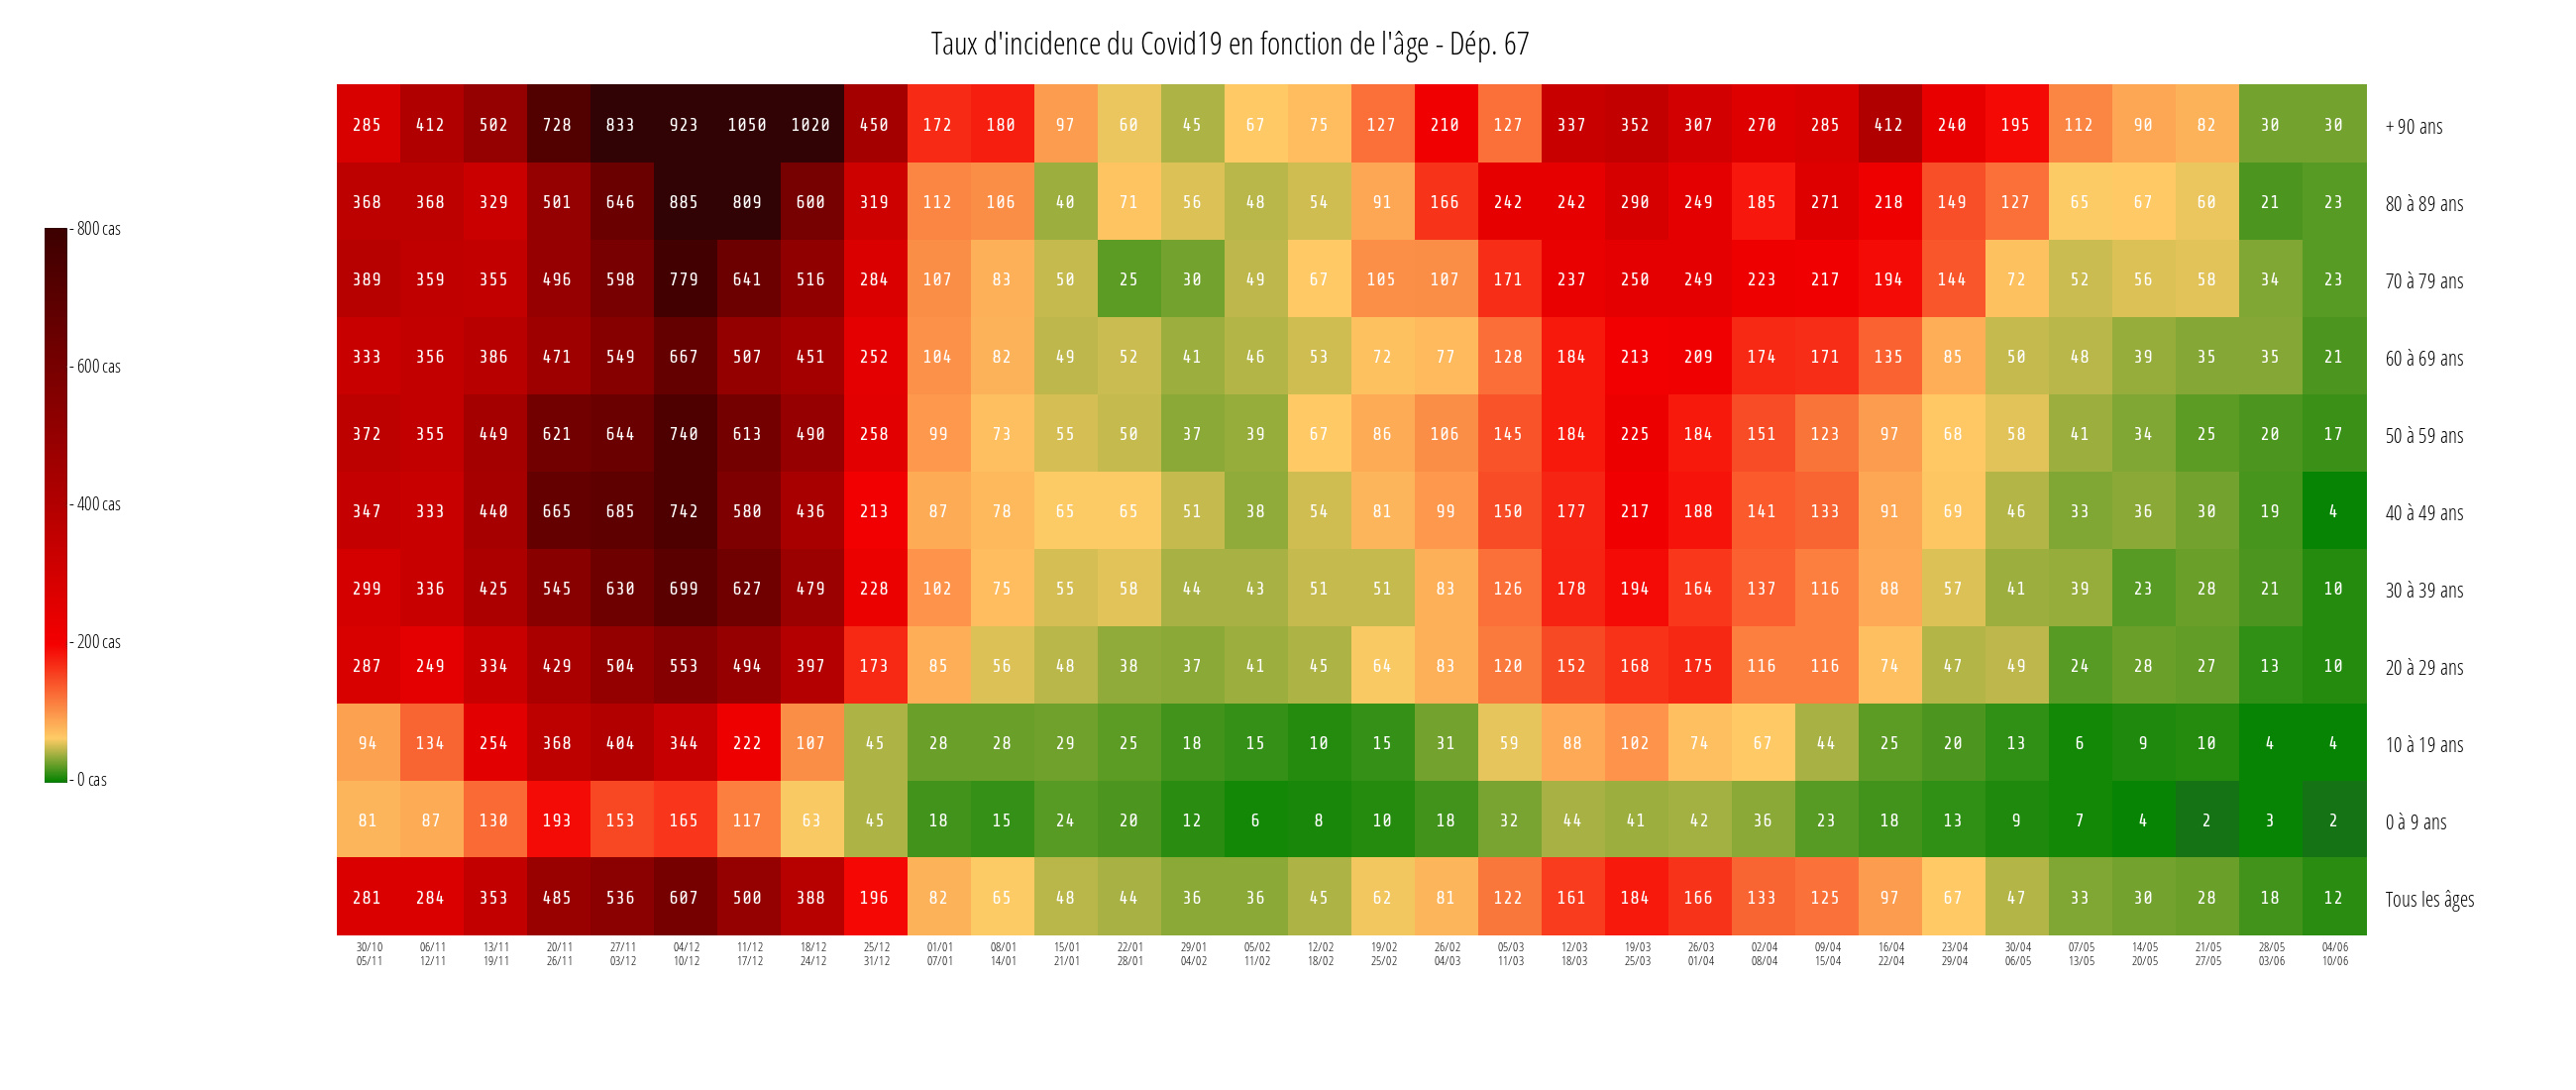 Taux d'incidence du Covid19 en fonction de l'âge - Dép. 67
285 412 502 728 833 923 1050 1020 450 172 180 97 60 45 67 75 127 210 127 337 352 307 270 285 412 240 195 112 90 82 30 30 + 90 ans
368 368 329 501 646 885 809 600 319 112 106 40 71 56 48 54 91 166 242 242 290 249 185 271 218 149 127 65 67 60 21 23 80 à 89 ans
- 800 cas
389 359 355 496 598 779 641 516 284 107 83 50 25 30 49 67 105 107 171 237 250 249 223 217 194 144 72 52 56 58 34 23 70 à 79 ans
333 356 386 471 549 667 507 451 252 104 82 49 52 41 46 53 72 77 128 184 213 209 174 171 135 85 50 48 39 35 35 21 60 à 69 ans
- 600 cas
372 355 449 621 644 740 613 490 258 99 73 55 50 37 39 67 86 106 145 184 225 184 151 123 97 68 58 41 34 25 20 17 50 à 59 ans
- 400 cas
347 333 440 665 685 742 580 436 213 87 78 65 65 51 38 54 81 99 150 177 217 188 141 133 91 69 46 33 36 30 19 4 40 à 49 ans
299 336 425 545 630 699 627 479 228 102 75 55 58 44 43 51 51 83 126 178 194 164 137 116 88 57 41 39 23 28 21 10 30 à 39 ans
- 200 cas
287 249 334 429 504 553 494 397 173 85 56 48 38 37 41 45 64 83 120 152 168 175 116 116 74 47 49 24 28 27 13 10 20 à 29 ans
94 134 254 368 404 344 222 107 45 28 28 29 25 18 15 10 15 31 59 88 102 74 67 44 25 20 13 6 9 10 4 4 10 à 19 ans
- 0 cas
81 87 130 193 153 165 117 63 45 18 15 24 20 12 6 8 10 18 32 44 41 42 36 23 18 13 9 7 4 2 3 2 0 à 9 ans
281 284 353 485 536 607 500 388 196 82 65 48 44 36 36 45 62 81 122 161 184 166 133 125 97 67 47 33 30 28 18 12 Tous les âges
30/10 06/11 13/11 20/11 27/11 04/12 11/12 18/12 25/12 01/01 08/01 15/01 22/01 29/01 05/02 12/02 19/02 26/02 05/03 12/03 19/03 26/03 02/04 09/04 16/04 23/04 30/04 07/05 14/05 21/05 28/05 04/06
05/11 12/11 19/11 26/11 03/12 10/12 17/12 24/12 31/12 07/01 14/01 21/01 28/01 04/02 11/02 18/02 25/02 04/03 11/03 18/03 25/03 01/04 08/04 15/04 22/04 29/04 06/05 13/05 20/05 27/05 03/06 10/06